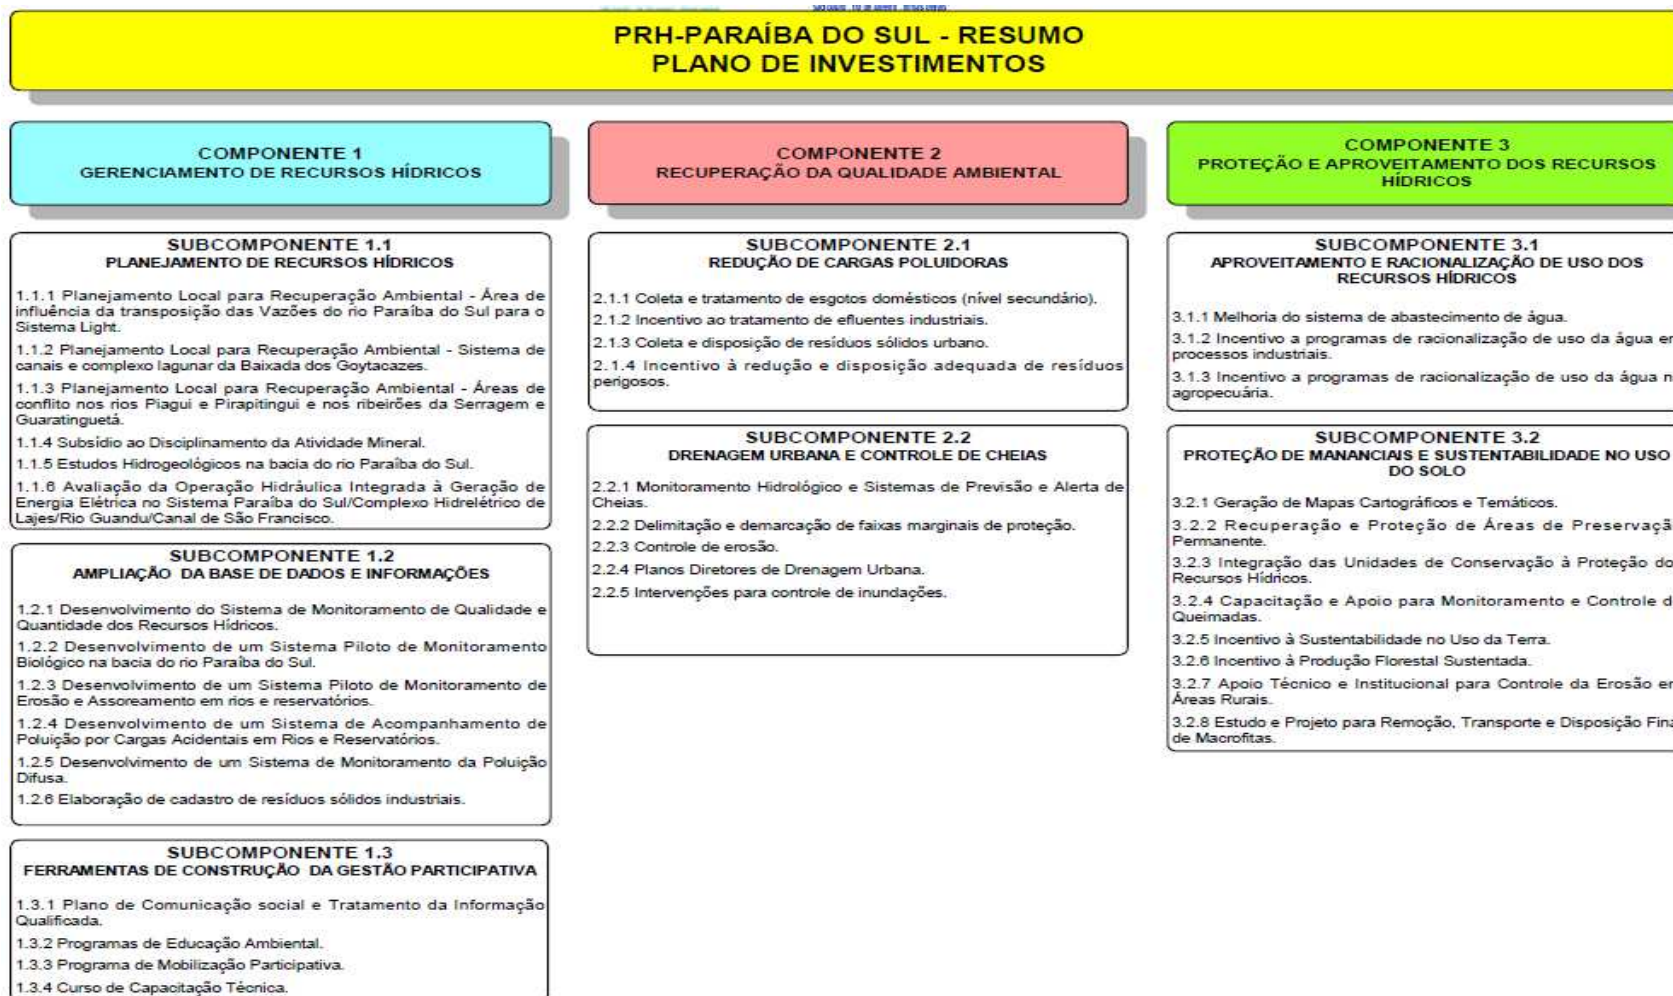 PRH-PARAÍBA DO SUL - RESUMO
PLANO DE INVESTIMENTOS
COMPONENTE 1
GERENCIAMENTO DE RECURSOS HÍDRICOS
SUBCOMPONENTE 1.1
PLANEJAMENTO DE RECURSOS HÍDRICOS
1.1.1 Planejamento Local para Recuperação Ambiental - Área de
influência da transposição das Vazões do rio Paraíba do Sul para o
Sistema Light.
1.1.2 Planejamento Local para Recuperação Ambiental - Sistema de
canais e complexo lagunar da Baixada dos Goytacazes.
1.1.3 Planejamento Local para Recuperação Ambiental - Áreas de
conflito nos rios Piagui e Pirapitingui e nos ribeirões da Serragem e
Guaratinguetá.
1.1.4 Subsídio ao Disciplinamento da Atividade Mineral.
1.1.5 Estudos Hidrogeológicos na bacia do rio Paraíba do Sul.
1.1.6 Avaliação da Operação Hidráulica Integrada à Geração de
Energia Elétrica no Sistema Paraíba do Sul/Complexo Hidrelétrico de
Lajes/Rio Guandu/Canal de São Francisco.
SUBCOMPONENTE 1.2
AMPLIAÇÃO DA BASE DE DADOS E INFORMAÇÕES
1.2.1 Desenvolvimento do Sistema de Monitoramento de Qualidade e
Quantidade dos Recursos Hídricos.
1.2.2 Desenvolvimento de um Sistema Piloto de Monitoramento
Biológico na bacia do rio Paraíba do Sul.
1.2.3 Desenvolvimento de um Sistema Piloto de Monitoramento de
Erosão e Assoreamento em rios e reservatórios.
1.2.4 Desenvolvimento de um Sistema de Acompanhamento de
Poluição por Cargas Acidentais em Rios e Reservatórios.
1.2.5 Desenvolvimento de um Sistema de Monitoramento da Poluição
Difusa.
1.2.6 Elaboração de cadastro de resíduos sólidos industriais.
SUBCOMPONENTE 1.3
FERRAMENTAS DE CONSTRUÇÃO DA GESTÃO PARTICIPATIVA
1.3.1 Plano de Comunicação social e Tratamento da Informação
Qualificada.
1.3.2 Programas de Educação Ambiental.
1.3.3 Programa de Mobilização Participativa.
1.3.4 Curso de Capacitação Técnica.
COMPONENTE 2
RECUPERAÇÃO DA QUALIDADE AMBIENTAL
SUBCOMPONENTE 2.1
REDUÇÃO DE CARGAS POLUIDORAS
2.1.1 Coleta e tratamento de esgotos domésticos (nível secundário).
2.1.2 Incentivo ao tratamento de efluentes industriais.
2.1.3 Coleta e disposição de resíduos sólidos urbano.
2.1.4 Incentivo à redução e disposição adequada de resíduos
perigosos.
SUBCOMPONENTE 2.2
DRENAGEM URBANA E CONTROLE DE CHEIAS
2.2.1 Monitoramento Hidrológico e Sistemas de Previsão e Alerta de
Cheias.
2.2.2 Delimitação e demarcação de faixas marginais de proteção.
2.2.3 Controle de erosão.
2.2.4 Planos Diretores de Drenagem Urbana.
2.2.5 Intervenções para controle de inundações.
COMPONENTE 3
PROTEÇÃO E APROVEITAMENTO DOS RECURSOS
HÍDRICOS
SUBCOMPONENTE 3.1
APROVEITAMENTO E RACIONALIZAÇÃO DE USO DOS
RECURSOS HÍDRICOS
3.1.1 Melhoria do sistema de abastecimento de água.
3.1.2 Incentivo a programas de racionalização de uso da água
processos industriais.
3.1.3 Incentivo a programas de racionalização de uso da água
agropecuária.
SUBCOMPONENTE 3.2
PROTEÇÃO DE MANANCIAIS E SUSTENTABILIDADE NO USO
DO SOLO
3.2.1 Geração de Mapas Cartográficos e Temáticos.
3.2.2 Recuperação e Proteção de Áreas de
Permanente.
3.2.3 Integração das Unidades de Conservação à Proteção
Recursos Hídricos.
3.2.4 Capacitação e Apoio para Monitoramento e Controle
Queimadas.
3.2.5 Incentivo à Sustentabilidade no Uso da Terra.
3.2.6 Incentivo à Produção Florestal Sustentada.
3.2.7 Apoio Técnico e Institucional para Controle da Erosão
Áreas Rurais.
3.2.8 Estudo e Projeto para Remoção, Transporte e Disposição
de Macrofitas.